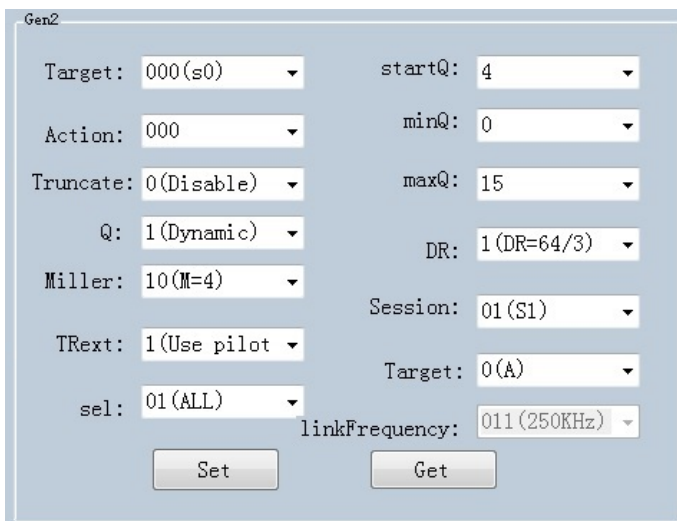 Gen2
Target: 000(s0)
startQ: 4
Action: 000
minQ: 0
Truncate: 0(Disable)
maxQ: 15
Q: 1(Dynamic)
DR: 1(DR=64/3)
Miller: 10(M=4)
Session: 01(S1)
TRext: 1(Use pilot
Target: 0(A)
sel: 01(ALL)
linkFrequency: 011(250KHz)
Set
Get